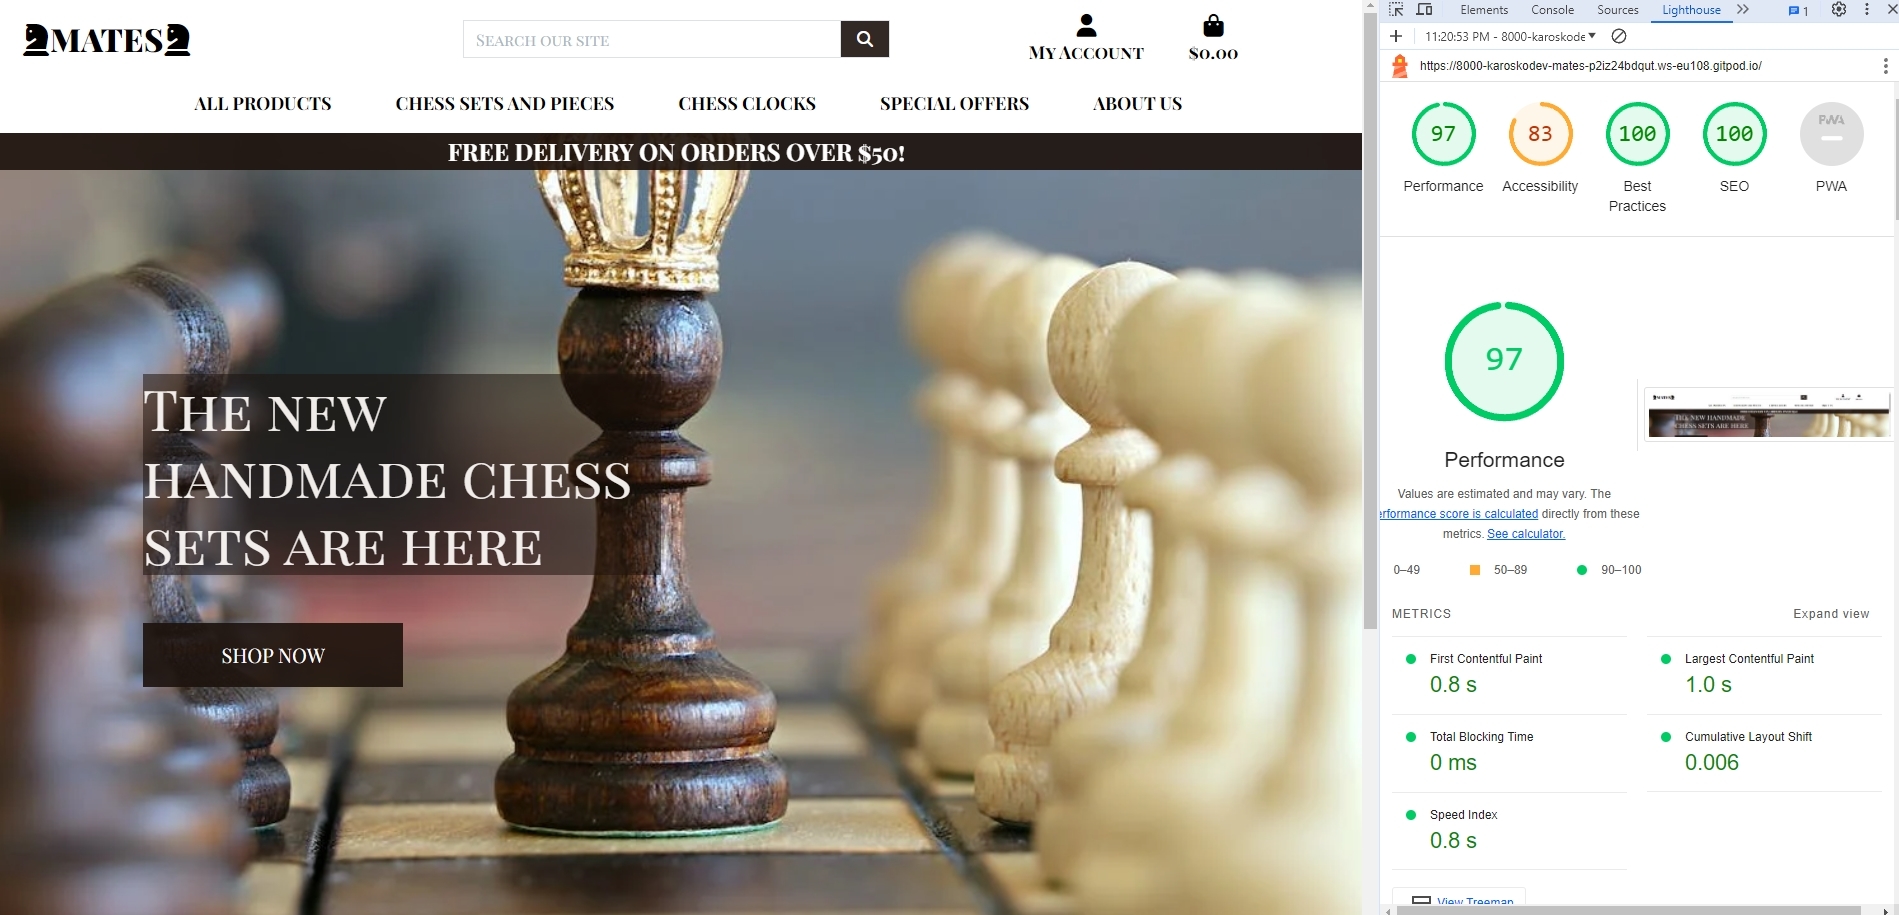 MATES
Search our site
My Account
$0.00
ALL PRODUCTS
CHESS SETS AND PIECES
CHESS CLOCKS
SPECIAL OFFERS
ABOUT US
FREE DELIVERY ON ORDERS OVER $50!
The new
handmade chess
sets are here
SHOP NOW
Elements
Console
Sources
Lighthouse
1
11:20:53 PM - 8000-karoskode
https://8000-karoskodev-mates-p2iz24bdqut.ws-eu108.gitpod.io/
97
83
100
100
PWA
Performance
Accessibility
Best
Practices
SEO
PWA
97
Performance
Values are estimated and may vary. The
erformance score is calculated directly from these
metrics. See calculator.
0–49
50–89
90–100
METRICS
Expand view
First Contentful Paint
0.8 s
Largest Contentful Paint
1.0 s
Total Blocking Time
0 ms
Cumulative Layout Shift
0.006
Speed Index
0.8 s
View Treemap